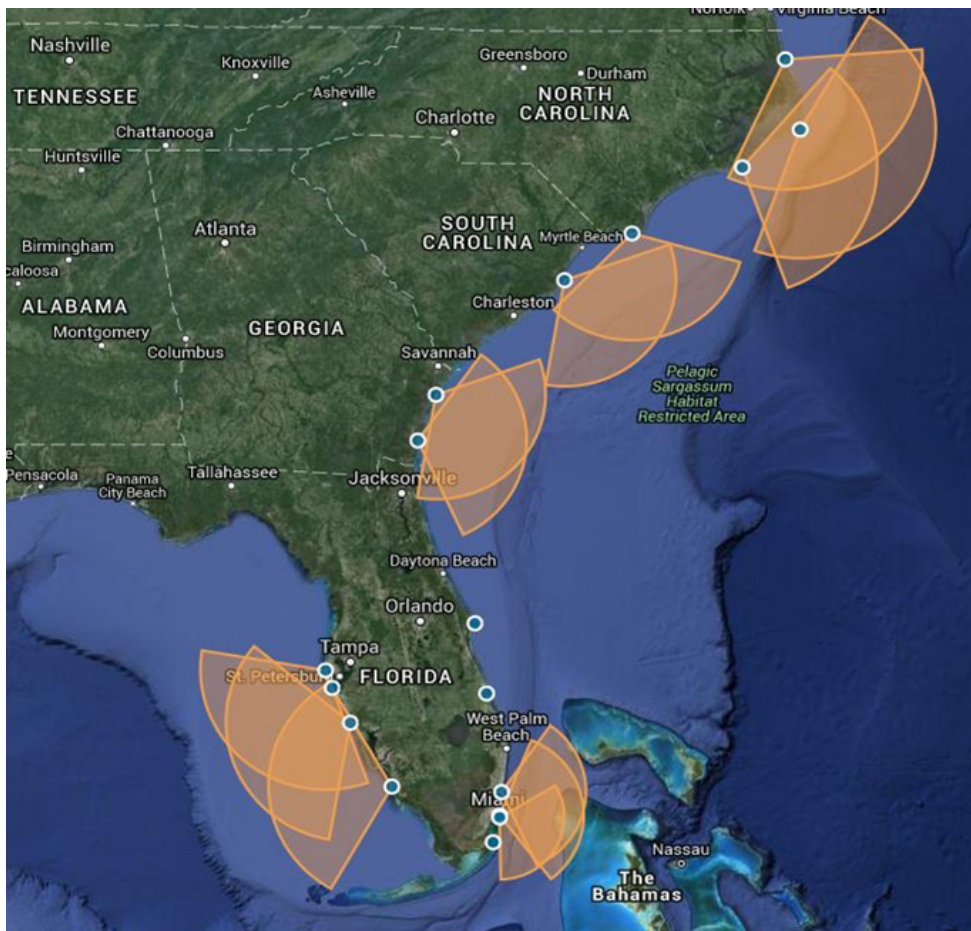 Norfolk
Virginia Beach
Nashville
Knoxville
Greensboro
Durham
TENNESSEE
Asheville
NORTH
CAROLINA
Charlotte
Chattanooga
Huntsville
Atlanta
SOUTH
CAROLINA
Myrtle Beach
Birmingham
caloosa
ALABAMA
Charleston
Montgomery
GEORGIA
Columbus
Savannah
Pelagic
Sargassum
Habitat
Restricted Area
Pensacola
Panama
City Beach
Tallahassee
Jacksonville
Daytona Beach
Orlando
Tampa
St. Petersburg
FLORIDA
West Palm
Beach
Miami
Nassau
The
Bahamas